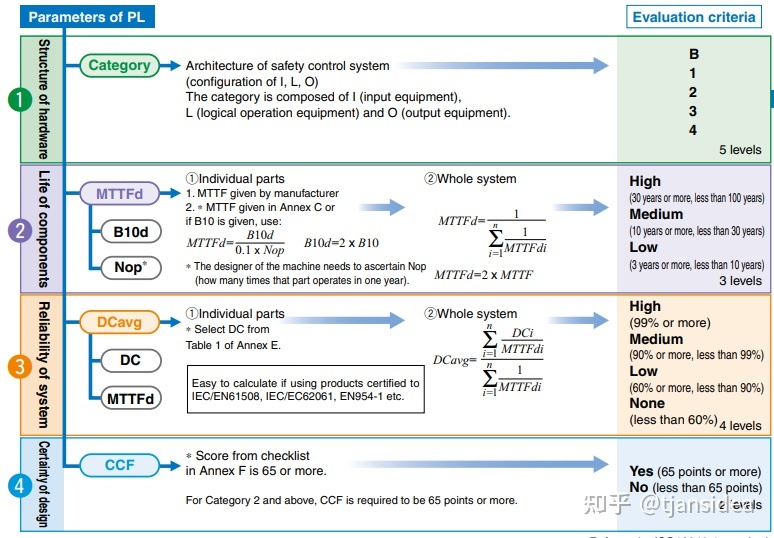 Parameters of PL
Evaluation criteria
1
Structure of hardware
Category
Architecture of safety control system
(configuration of I, L, O)
The category is composed of I (input equipment),
L (logical operation equipment) and O (output equipment).
B
1
2
3
4
5 levels
2
Life of components
MTTFd
B10d
Nop*
①Individual parts
1. MTTF given by manufacturer
2. * MTTF given in Annex C or
if B10 is given, use:
MTTFd= B10d / 0.1 x Nop B10d=2 x B10
* The designer of the machine needs to ascertain Nop
(how many times that part operates in one year).
②Whole system
MTTFd= 1 / Σ n i=1 1 / MTTFdi
MTTFd=2 x MTTF
High
(30 years or more, less than 100 years)
Medium
(10 years or more, less than 30 years)
Low
(3 years or more, less than 10 years)
3 levels
3
Reliability of system
DCavg
DC
MTTFd
①Individual parts
* Select DC from
Table 1 of Annex E.
Easy to calculate if using products certified to
IEC/EN61508, IEC/EC62061, EN954-1 etc.
②Whole system
DCavg= Σ n i=1 DCi / MTTFdi / Σ n i=1 1 / MTTFdi
High
(99% or more)
Medium
(90% or more, less than 99%)
Low
(60% or more, less than 90%)
None
(less than 60%) 4 levels
4
Certainty of design
CCF
* Score from checklist
in Annex F is 65 or more.
For Category 2 and above, CCF is required to be 65 points or more.
Yes (65 points or more)
No (less than 65 points)
2 levels
知乎 @tjansidea